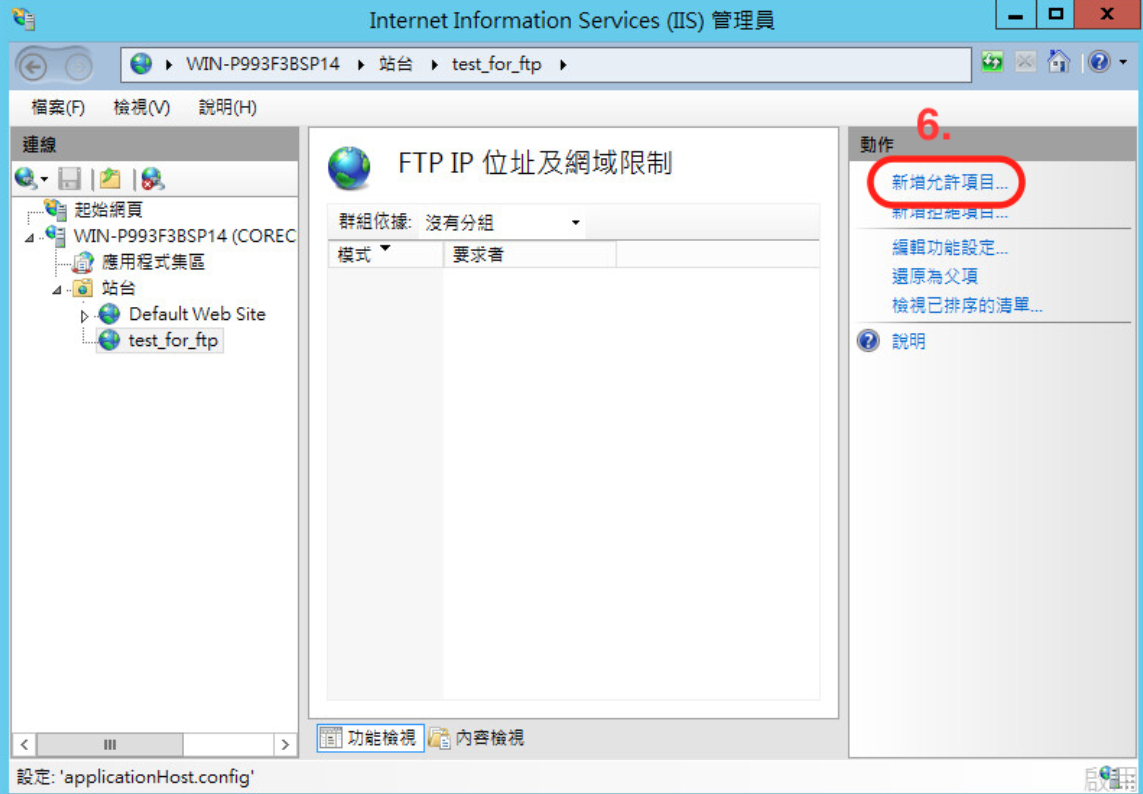 Internet Information Services (IIS) 管理員
WIN-P993F3BSP14 站台 test_for_ftp
檔案(F) 檢視(V) 說明(H)
連線
起始網頁
WIN-P993F3BSP14 (COREC
應用程式集區
站台
Default Web Site
test_for_ftp
FTP IP 位址及網域限制
群組依據: 沒有分組
模式 要求者
功能檢視 內容檢視
6.
動作
新增允許項目...
新增拒絕項目...
編輯功能設定...
還原為父項
檢視已排序的清單...
說明
設定: 'applicationHost.config'